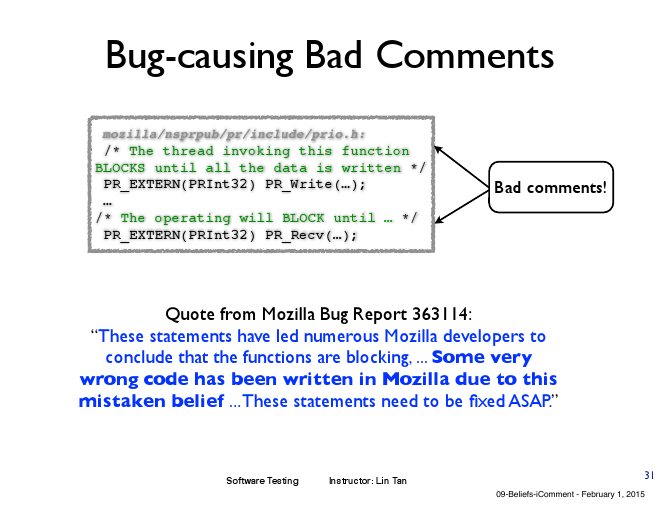 Bug-causing Bad Comments
mozilla/nsprpub/pr/include/prio.h:
/* The thread invoking this function
BLOCKS until all the data is written */
PR_EXTERN(PRInt32) PR_Write(…);
…
/* The operating will BLOCK until … */
PR_EXTERN(PRInt32) PR_Recv(…);
Bad comments!
Quote from Mozilla Bug Report 363114:
“These statements have led numerous Mozilla developers to
conclude that the functions are blocking, ... Some very
wrong code has been written in Mozilla due to this
mistaken belief ... These statements need to be fixed ASAP.”
31
Software Testing Instructor: Lin Tan
09-Beliefs-iComment - February 1, 2015